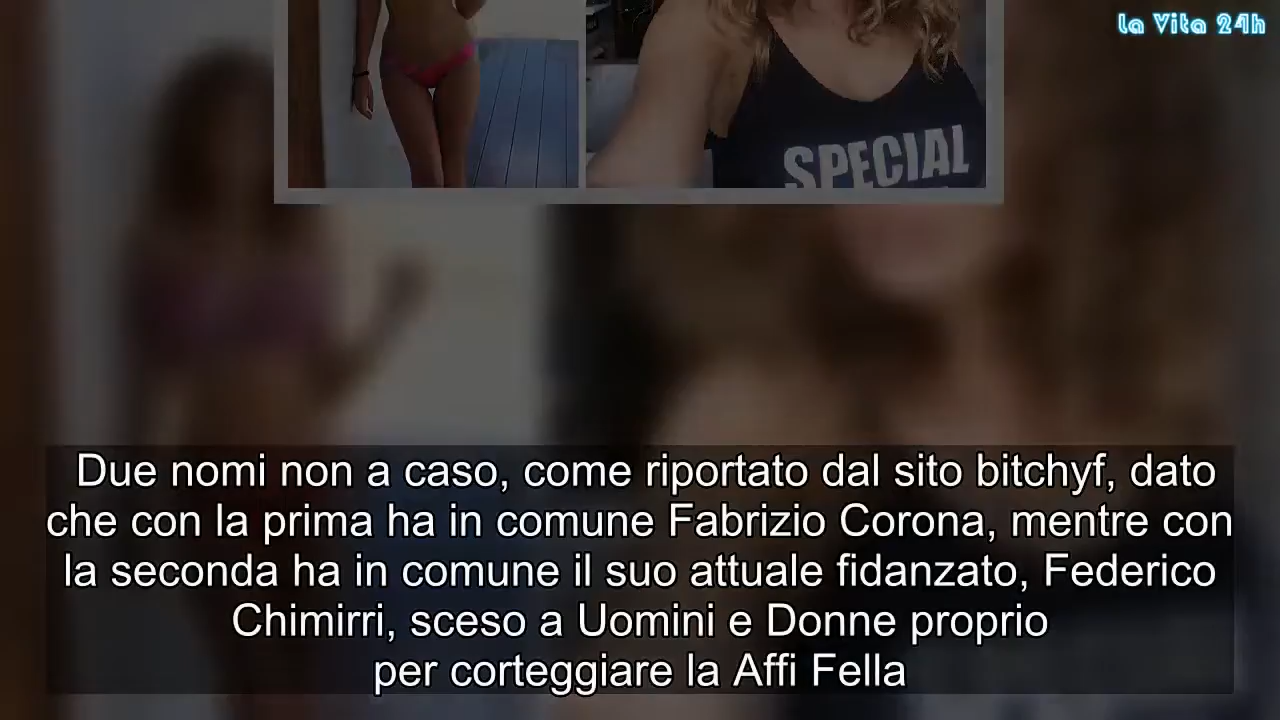 la Vita 24h
SPECIAL
Due nomi non a caso, come riportato dal sito bitchyf, dato
che con la prima ha in comune Fabrizio Corona, mentre con
la seconda ha in comune il suo attuale fidanzato, Federico
Chimirri, sceso a Uomini e Donne proprio
per corteggiare la Affi Fella